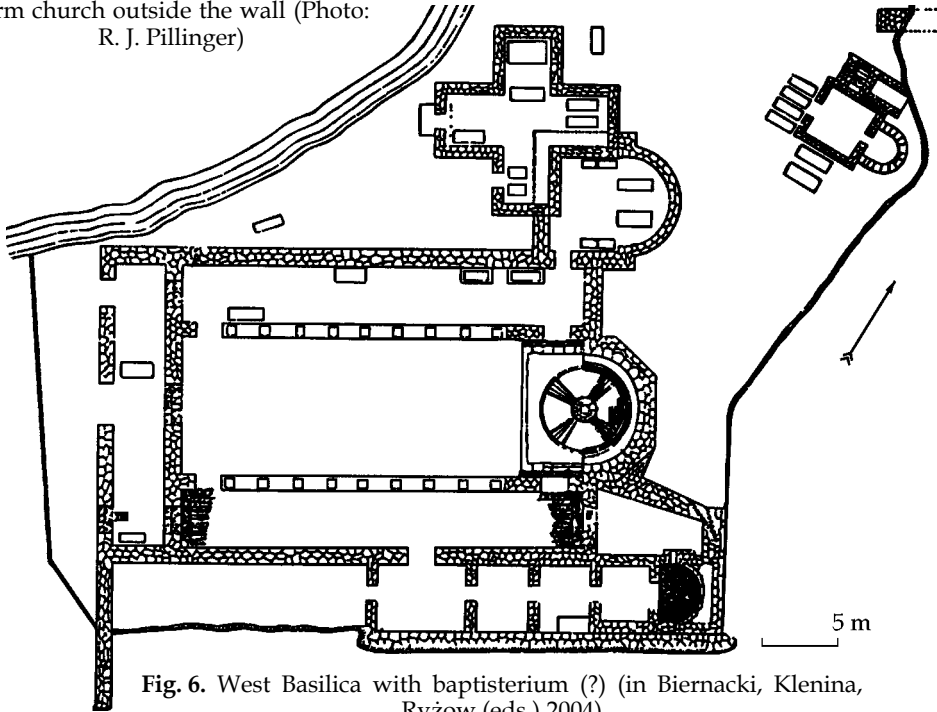 rm church outside the wall (Photo:
R. J. Pillinger)
5 m
Fig. 6. West Basilica with baptisterium (?) (in Biernacki, Klenina,
Ryżow (eds.) 2004)